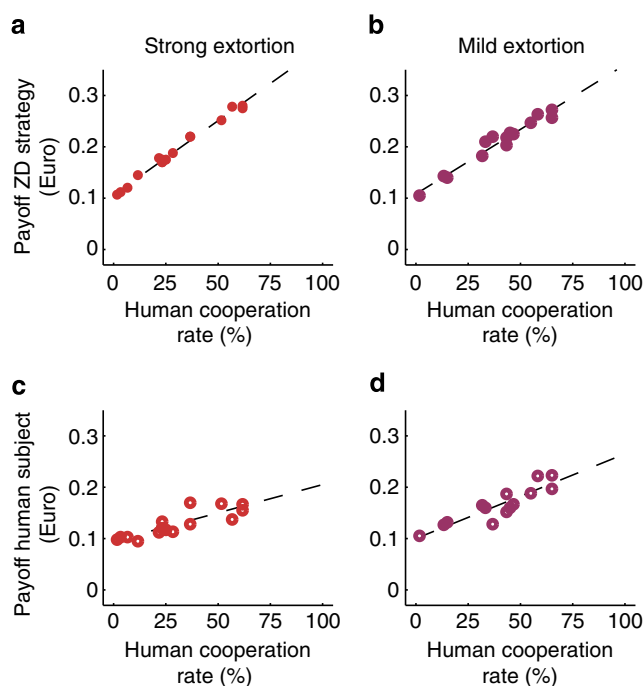 a
Strong extortion
b
Mild extortion
Payoff ZD strategy
(Euro)
0.3
0.2
0.1
0
0.3
0.2
0.1
0
0 25 50 75 100
0 25 50 75 100
Human cooperation
rate (%)
Human cooperation
rate (%)
c
d
Payoff human subject
(Euro)
0.3
0.2
0.1
0
0.3
0.2
0.1
0
0 25 50 75 100
0 25 50 75 100
Human cooperation
rate (%)
Human cooperation
rate (%)